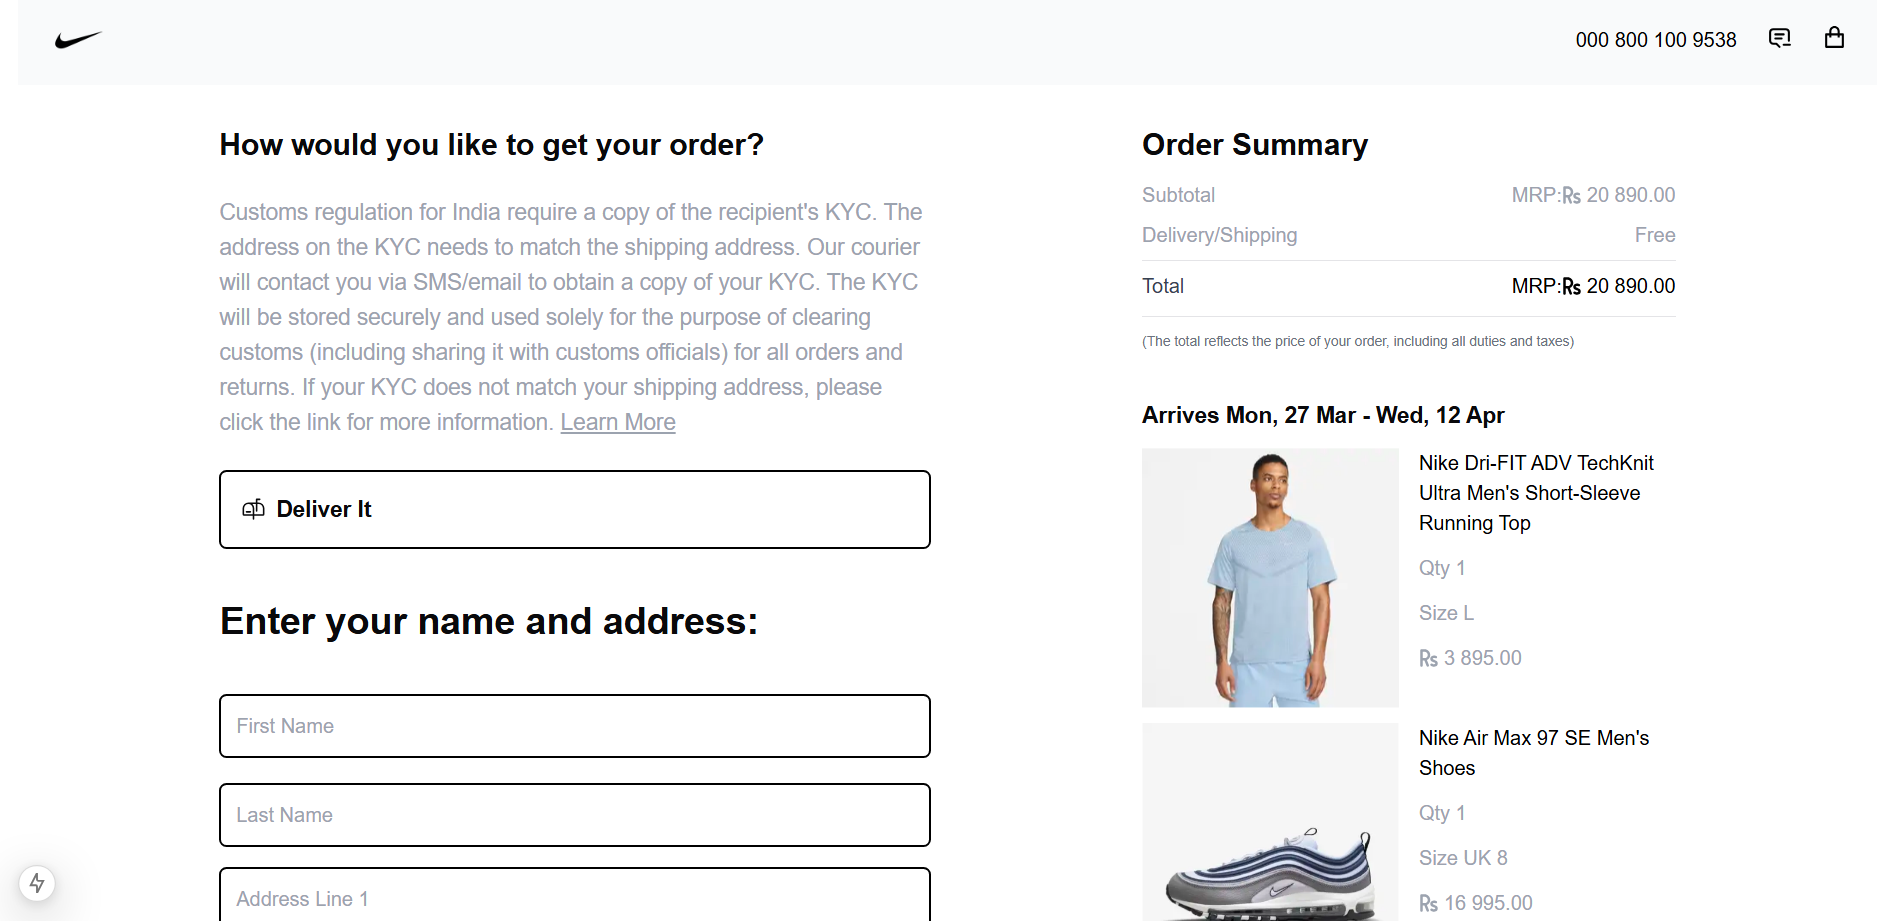 000 800 100 9538
How would you like to get your order?
Customs regulation for India require a copy of the recipient's KYC. The
address on the KYC needs to match the shipping address. Our courier
will contact you via SMS/email to obtain a copy of your KYC. The KYC
will be stored securely and used solely for the purpose of clearing
customs (including sharing it with customs officials) for all orders and
returns. If your KYC does not match your shipping address, please
click the link for more information. Learn More
Deliver It
Enter your name and address:
First Name
Last Name
Address Line 1
Order Summary
Subtotal MRP:Rs 20 890.00
Delivery/Shipping Free
Total MRP:Rs 20 890.00
(The total reflects the price of your order, including all duties and taxes)
Arrives Mon, 27 Mar - Wed, 12 Apr
Nike Dri-FIT ADV TechKnit
Ultra Men's Short-Sleeve
Running Top
Qty 1
Size L
Rs 3 895.00
Nike Air Max 97 SE Men's
Shoes
Qty 1
Size UK 8
Rs 16 995.00